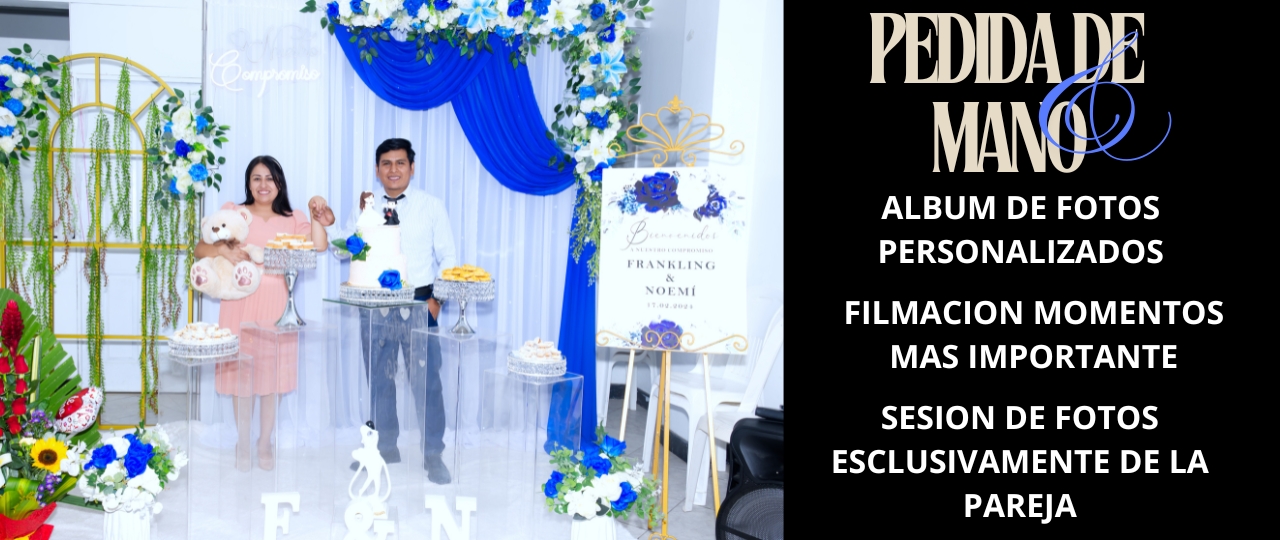 Compromiso
Bienvenidos
A NUESTRO COMPROMISO
FRANKLING
&
NOEMÍ
17.02.2024
F & N
PEDIDA DE
&
MANO
ALBUM DE FOTOS
PERSONALIZADOS
FILMACION MOMENTOS
MAS IMPORTANTE
SESION DE FOTOS
ESCLUSIVAMENTE DE LA
PAREJA